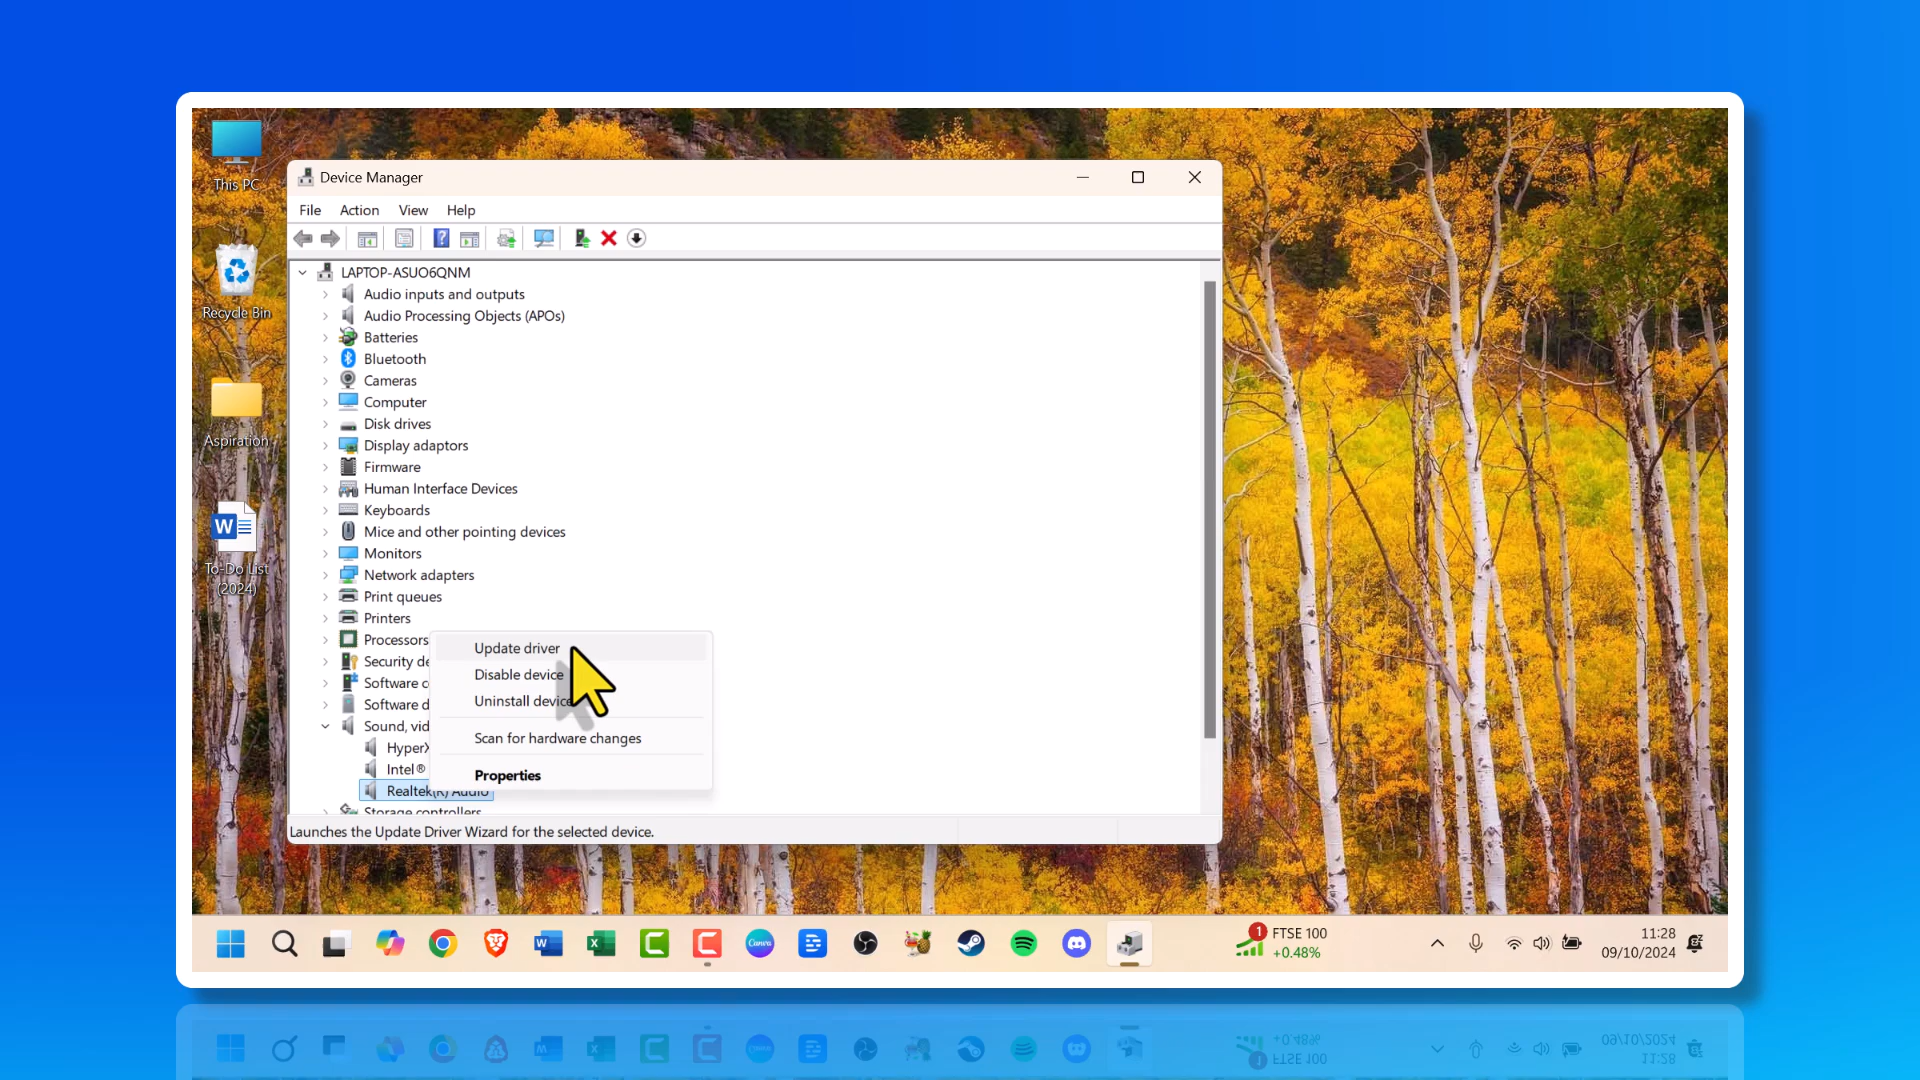 This PC
Recycle Bin
Aspiration
To-Do List
(2024)
Device Manager
File Action View Help
LAPTOP-ASUO6QNM
Audio inputs and outputs
Audio Processing Objects (APOs)
Batteries
Bluetooth
Cameras
Computer
Disk drives
Display adaptors
Firmware
Human Interface Devices
Keyboards
Mice and other pointing devices
Monitors
Network adapters
Print queues
Printers
Processors
Security de
Software c
Software d
Sound, vid
HyperX
Intel®
Realtek(R) Audio
Storage controllers
Update driver
Disable device
Uninstall device
Scan for hardware changes
Properties
Launches the Update Driver Wizard for the selected device.
Canva
1
FTSE 100
+0.48%
11:28
09/10/2024